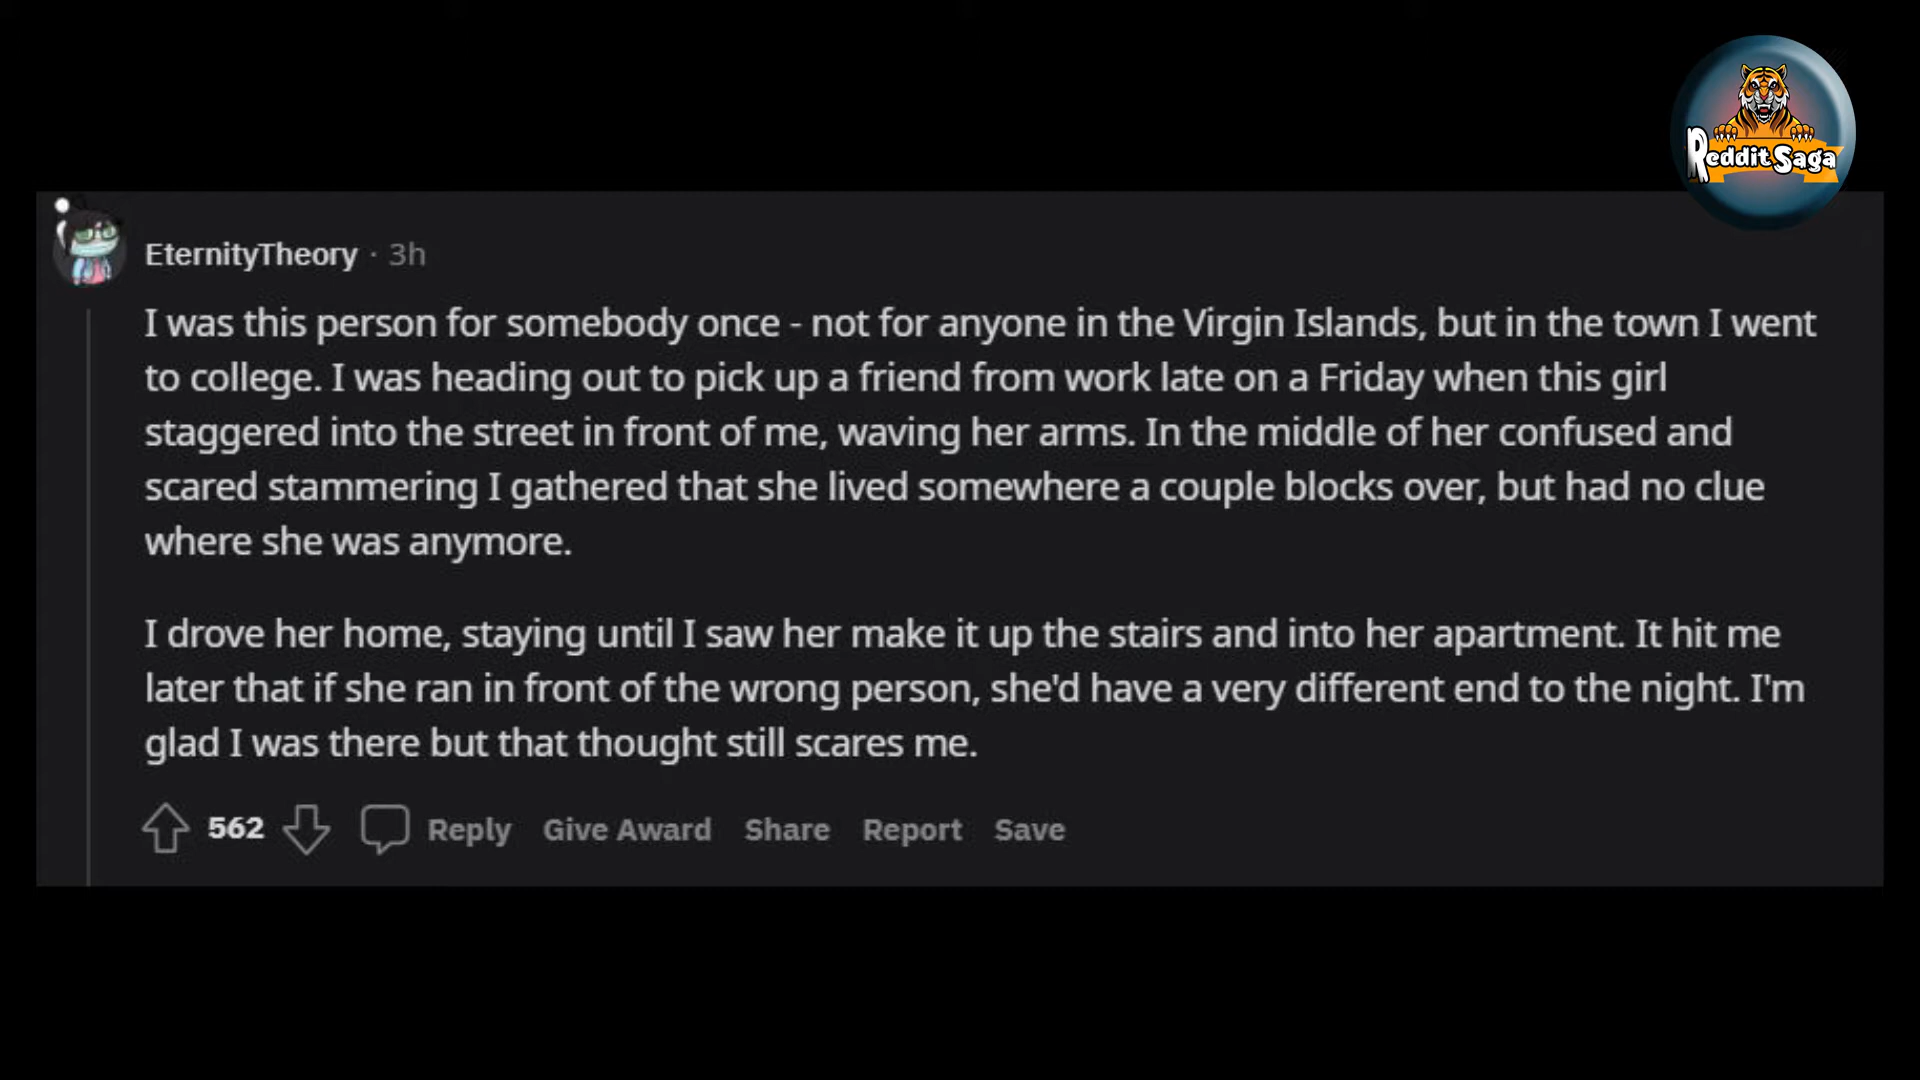 Reddit Saga
EternityTheory · 3h
I was this person for somebody once - not for anyone in the Virgin Islands, but in the town I went
to college. I was heading out to pick up a friend from work late on a Friday when this girl
staggered into the street in front of me, waving her arms. In the middle of her confused and
scared stammering I gathered that she lived somewhere a couple blocks over, but had no clue
where she was anymore.
I drove her home, staying until I saw her make it up the stairs and into her apartment. It hit me
later that if she ran in front of the wrong person, she'd have a very different end to the night. I'm
glad I was there but that thought still scares me.
562 Reply Give Award Share Report Save